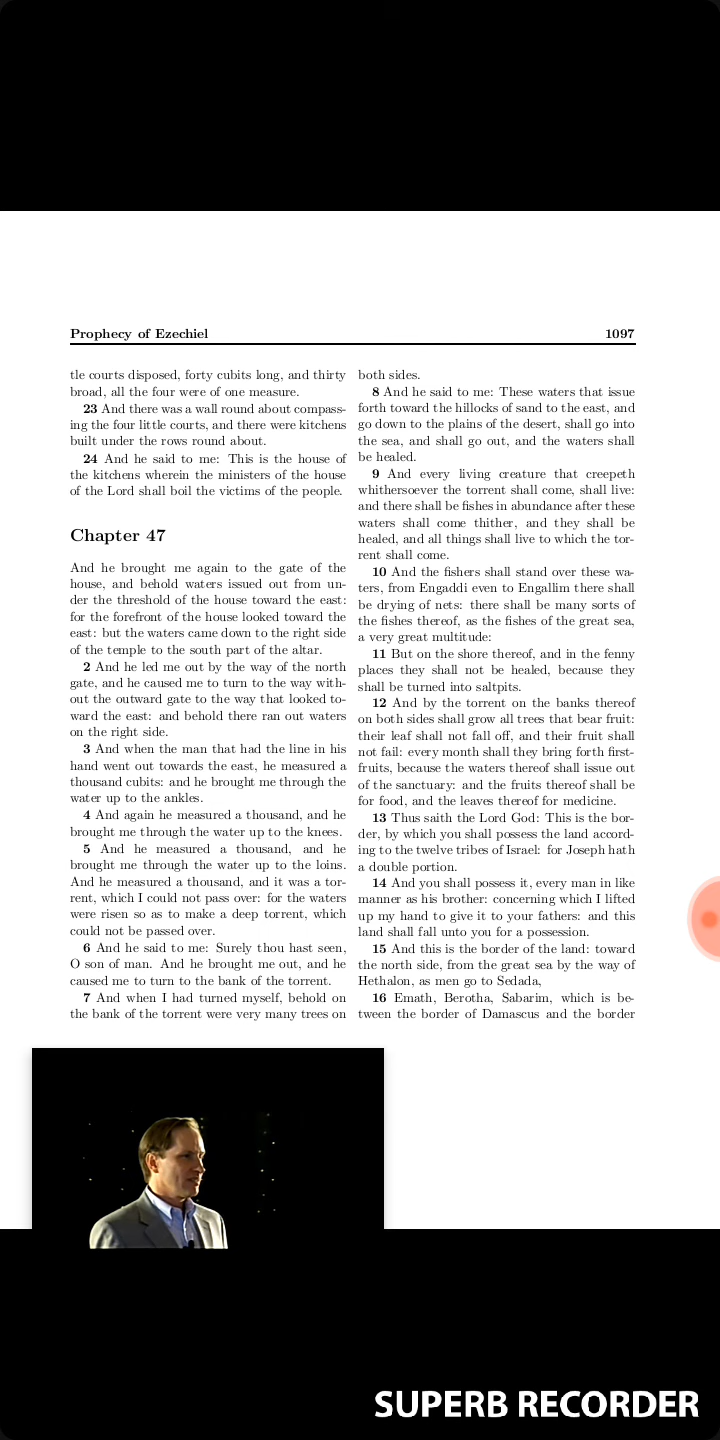 Prophecy of Ezechiel
1097
tle courts disposed, forty cubits long, and thirty
broad, all the four were of one measure.
23 And there was a wall round about compass-
ing the four little courts, and there were kitchens
built under the rows round about.
24 And he said to me: This is the house of
the kitchens wherein the ministers of the house
of the Lord shall boil the victims of the people.
Chapter 47
And he brought me again to the gate of the
house, and behold waters issued out from un-
der the threshold of the house toward the east:
for the forefront of the house looked toward the
east: but the waters came down to the right side
of the temple to the south part of the altar.
2 And he led me out by the way of the north
gate, and he caused me to turn to the way with-
out the outward gate to the way that looked to-
ward the east: and behold there ran out waters
on the right side.
3 And when the man that had the line in his
hand went out towards the east, he measured a
thousand cubits: and he brought me through the
water up to the ankles.
4 And again he measured a thousand, and he
brought me through the water up to the knees.
5 And he measured a thousand, and he
brought me through the water up to the loins.
And he measured a thousand, and it was a tor-
rent, which I could not pass over: for the waters
were risen so as to make a deep torrent, which
could not be passed over.
6 And he said to me: Surely thou hast seen,
O son of man. And he brought me out, and he
caused me to turn to the bank of the torrent.
7 And when I had turned myself, behold on
the bank of the torrent were very many trees on
both sides.
8 And he said to me: These waters that issue
forth toward the hillocks of sand to the east, and
go down to the plains of the desert, shall go into
the sea, and shall go out, and the waters shall
be healed.
9 And every living creature that creepeth
whithersoever the torrent shall come, shall live:
and there shall be fishes in abundance after these
waters shall come thither, and they shall be
healed, and all things shall live to which the tor-
rent shall come.
10 And the fishers shall stand over these wa-
ters, from Engaddi even to Engallim there shall
be drying of nets: there shall be many sorts of
the fishes thereof, as the fishes of the great sea,
a very great multitude:
11 But on the shore thereof, and in the fenny
places they shall not be healed, because they
shall be turned into saltpits.
12 And by the torrent on the banks thereof
on both sides shall grow all trees that bear fruit:
their leaf shall not fall off, and their fruit shall
not fail: every month shall they bring forth first-
fruits, because the waters thereof shall issue out
of the sanctuary: and the fruits thereof shall be
for food, and the leaves thereof for medicine.
13 Thus saith the Lord God: This is the bor-
der, by which you shall possess the land accord-
ing to the twelve tribes of Israel: for Joseph hath
a double portion.
14 And you shall possess it, every man in like
manner as his brother: concerning which I lifted
up my hand to give it to your fathers: and this
land shall fall unto you for a possession.
15 And this is the border of the land: toward
the north side, from the great sea by the way of
Hethalon, as men go to Sedada,
16 Emath, Berotha, Sabarim, which is be-
tween the border of Damascus and the border
SUPERB RECORDER